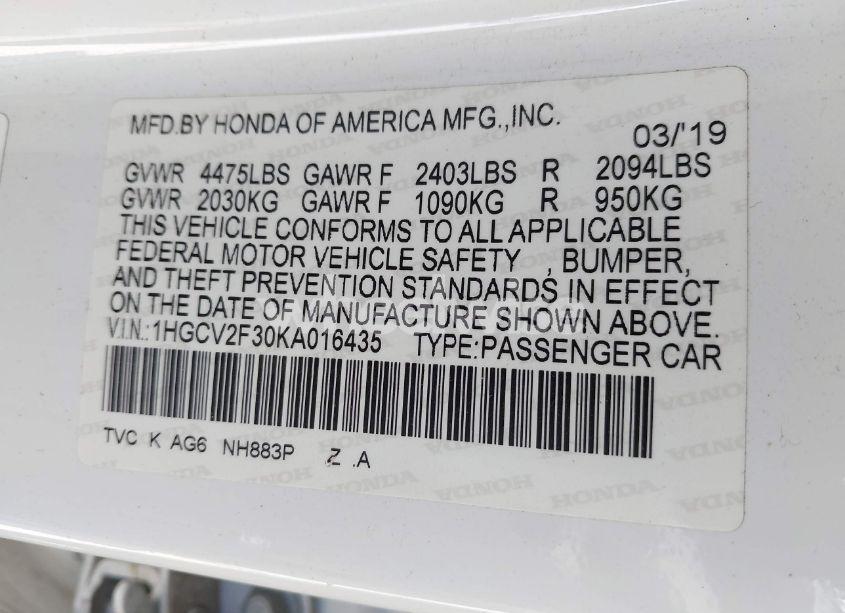 MFD.BY HONDA OF AMERICA MFG.,INC.
03/'19
GVWR 4475LBS GAWR F 2403LBS R 2094LBS
GVWR 2030KG GAWR F 1090KG R 950KG
THIS VEHICLE CONFORMS TO ALL APPLICABLE
FEDERAL MOTOR VEHICLE SAFETY , BUMPER,
AND THEFT PREVENTION STANDARDS IN EFFECT
ON THE DATE OF MANUFACTURE SHOWN ABOVE.
V.I.N.:1HGCV2F30KA016435 TYPE:PASSENGER CAR
TVC K AG6 NH883P Z .A